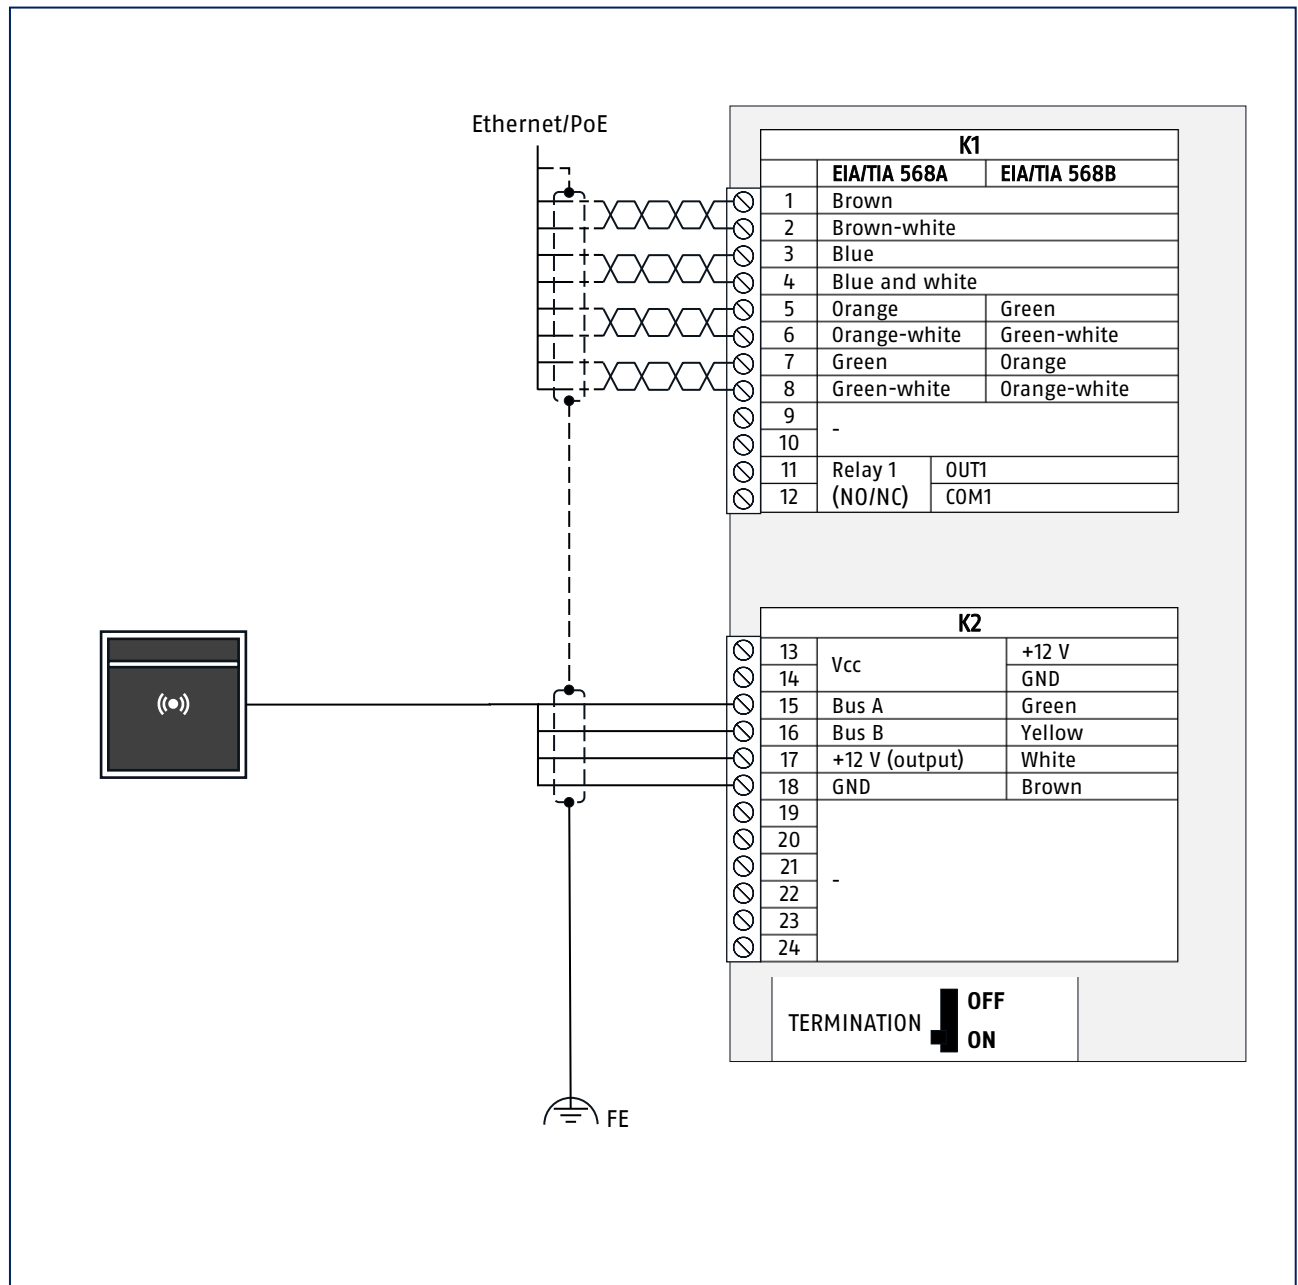 Ethernet/PoE
K1
EIA/TIA 568A EIA/TIA 568B
1 Brown
2 Brown-white
3 Blue
4 Blue and white
5 Orange Green
6 Orange-white Green-white
7 Green Orange
8 Green-white Orange-white
9
-
10
11 Relay 1 OUT1
12 (NO/NC) COM1
K2
13 Vcc +12 V
14 GND
15 Bus A Green
16 Bus B Yellow
17 +12 V (output) White
18 GND Brown
19
20
21
-
22
23
24
OFF
TERMINATION
ON
FE